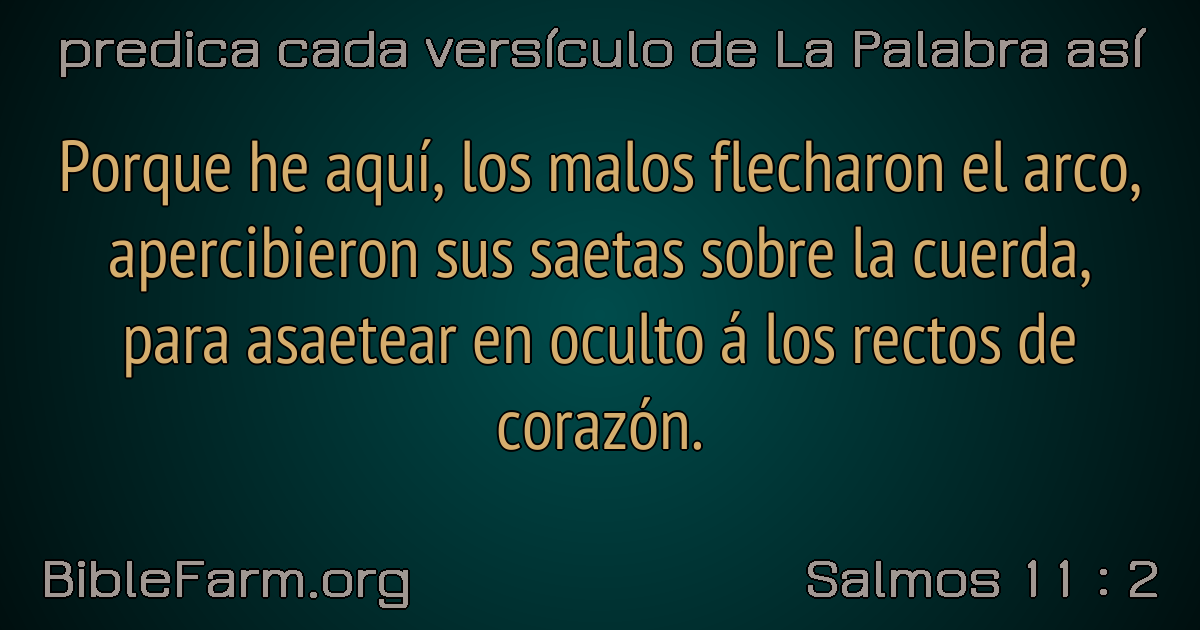 predica cada versículo de La Palabra así
Porque he aquí, los malos flecharon el arco,
apercibieron sus saetas sobre la cuerda,
para asaetear en oculto á los rectos de
corazón.
BibleFarm.org
Salmos 11 : 2